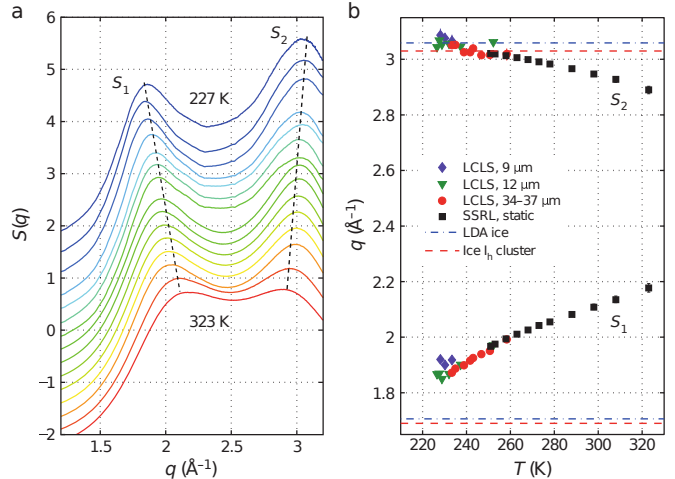 a
S(q)
6
5
4
3
2
1
0
−1
−2
S₁
S₂
227 K
323 K
1.5
2
2.5
3
q (Å⁻¹)
b
q (Å⁻¹)
3.2
3
2.8
2.6
2.4
2.2
2
1.8
S₂
LCLS, 9 μm
LCLS, 12 μm
LCLS, 34–37 μm
SSRL, static
LDA ice
Ice Iₕ cluster
S₁
220
240
260
280
300
320
T (K)